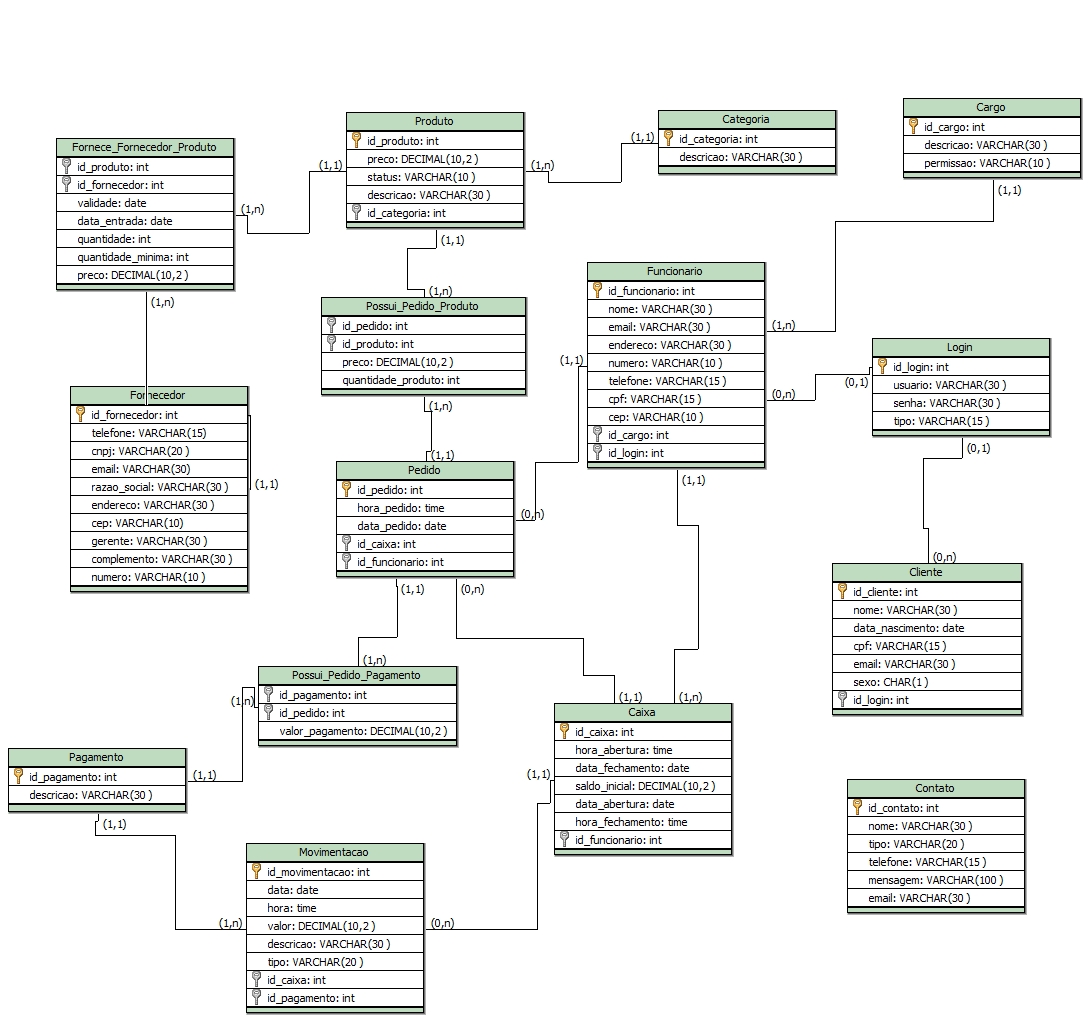 Fornece_Fornecedor_Produto
id_produto: int
id_fornecedor: int
validade: date
data_entrada: date
quantidade: int
quantidade_minima: int
preco: DECIMAL(10,2 )
(1,n)
(1,n)
Produto
id_produto: int
preco: DECIMAL(10,2 )
status: VARCHAR(10 )
descricao: VARCHAR(30 )
id_categoria: int
(1,1)
(1,n)
(1,1)
Categoria
id_categoria: int
descricao: VARCHAR(30 )
(1,1)
Cargo
id_cargo: int
descricao: VARCHAR(30 )
permissao: VARCHAR(10 )
(1,1)
Possui_Pedido_Produto
id_pedido: int
id_produto: int
preco: DECIMAL(10,2 )
quantidade_produto: int
(1,n)
(1,n)
Funcionario
id_funcionario: int
nome: VARCHAR(30 )
email: VARCHAR(30 )
endereco: VARCHAR(30 )
numero: VARCHAR(10 )
telefone: VARCHAR(15 )
cpf: VARCHAR(15 )
cep: VARCHAR(10 )
id_cargo: int
id_login: int
(1,n)
(1,1)
(0,n)
(1,1)
Login
id_login: int
usuario: VARCHAR(30 )
senha: VARCHAR(30 )
tipo: VARCHAR(15 )
(0,1)
(0,1)
Fornecedor
id_fornecedor: int
telefone: VARCHAR(15)
cnpj: VARCHAR(20 )
email: VARCHAR(30)
razao_social: VARCHAR(30 )
endereco: VARCHAR(30 )
cep: VARCHAR(10)
gerente: VARCHAR(30 )
complemento: VARCHAR(30 )
numero: VARCHAR(10 )
(1,1)
Pedido
id_pedido: int
hora_pedido: time
data_pedido: date
id_caixa: int
id_funcionario: int
(1,1)
(0,n)
(1,1)
(0,n)
Cliente
id_cliente: int
nome: VARCHAR(30 )
data_nascimento: date
cpf: VARCHAR(15 )
email: VARCHAR(30 )
sexo: CHAR(1 )
id_login: int
(0,n)
Possui_Pedido_Pagamento
id_pagamento: int
id_pedido: int
valor_pagamento: DECIMAL(10,2 )
(1,n)
(1,n)
Caixa
id_caixa: int
hora_abertura: time
data_fechamento: date
saldo_inicial: DECIMAL(10,2 )
data_abertura: date
hora_fechamento: time
id_funcionario: int
(1,1)
(1,n)
(1,1)
Pagamento
id_pagamento: int
descricao: VARCHAR(30 )
(1,1)
(1,1)
Contato
id_contato: int
nome: VARCHAR(30 )
tipo: VARCHAR(20 )
telefone: VARCHAR(15 )
mensagem: VARCHAR(100 )
email: VARCHAR(30 )
Movimentacao
id_movimentacao: int
data: date
hora: time
valor: DECIMAL(10,2 )
descricao: VARCHAR(30 )
tipo: VARCHAR(20 )
id_caixa: int
id_pagamento: int
(1,n)
(0,n)